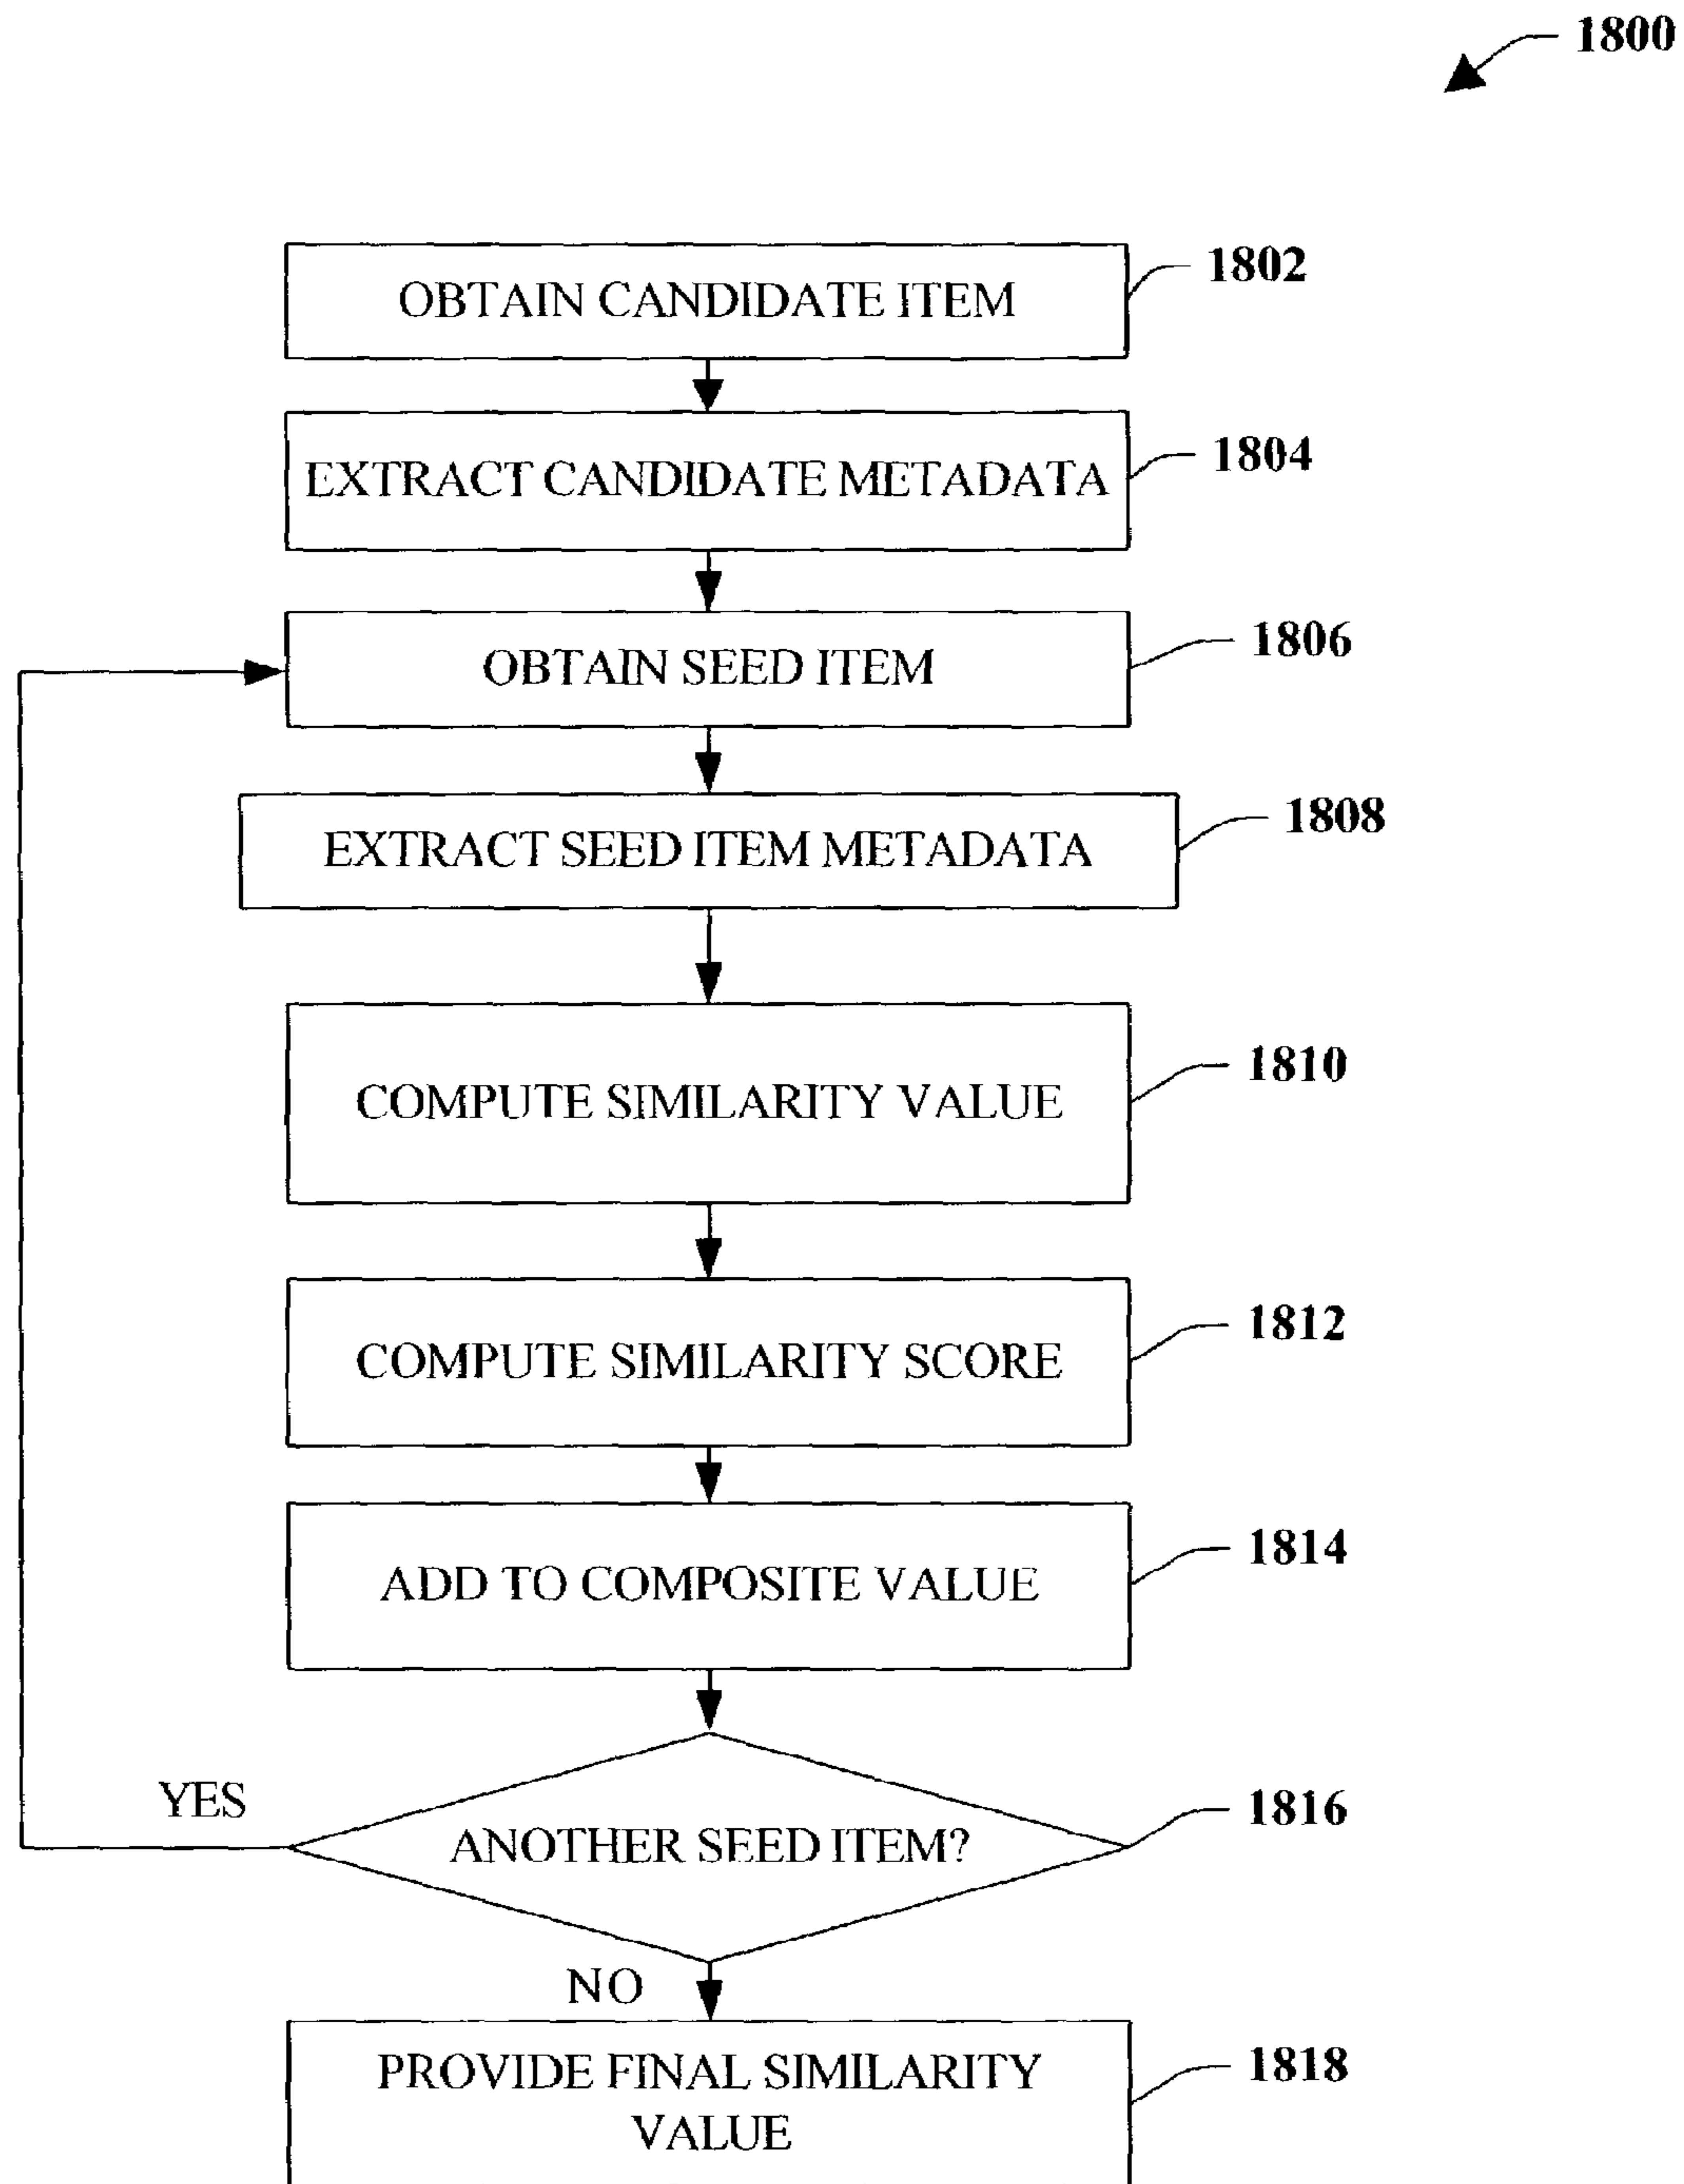 1800
OBTAIN CANDIDATE ITEM
1802
EXTRACT CANDIDATE METADATA
1804
OBTAIN SEED ITEM
1806
EXTRACT SEED ITEM METADATA
1808
COMPUTE SIMILARITY VALUE
1810
COMPUTE SIMILARITY SCORE
1812
ADD TO COMPOSITE VALUE
1814
YES
ANOTHER SEED ITEM?
1816
NO
PROVIDE FINAL SIMILARITY
VALUE
1818